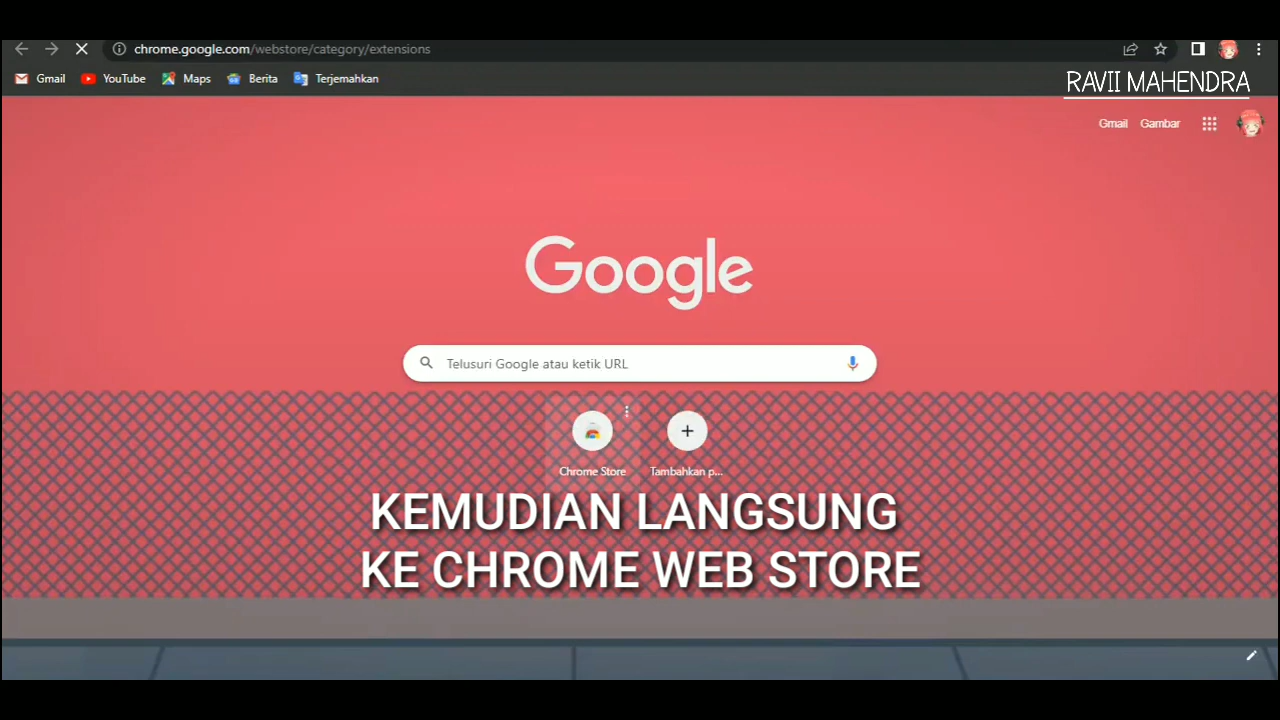 chrome.google.com/webstore/category/extensions
Gmail YouTube Maps Berita Terjemahkan
RAVII MAHENDRA
Gmail Gambar
Google
Telusuri Google atau ketik URL
Chrome Store Tambahkan p...
KEMUDIAN LANGSUNG
KE CHROME WEB STORE